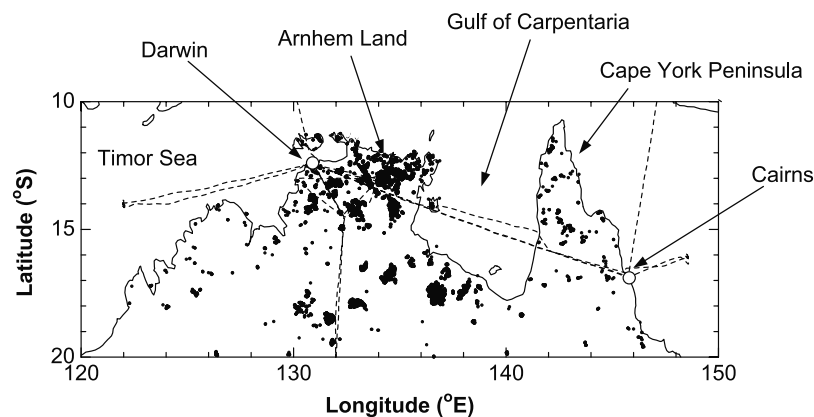 Gulf of Carpentaria
Arnhem Land
Darwin
Cape York Peninsula
10
Timor Sea
Cairns
15
Latitude (°S)
20
120
130
140
150
Longitude (°E)